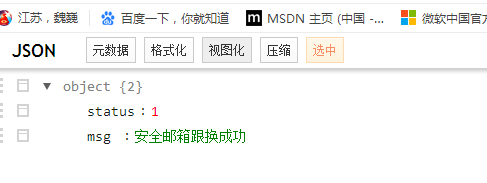 江苏，魏巍 百度一下，你就知道 m MSDN 主页 (中国 -... 微软中国官方
JSON 元数据 格式化 视图化 压缩 选中
object {2}
status : 1
msg : 安全邮箱跟换成功